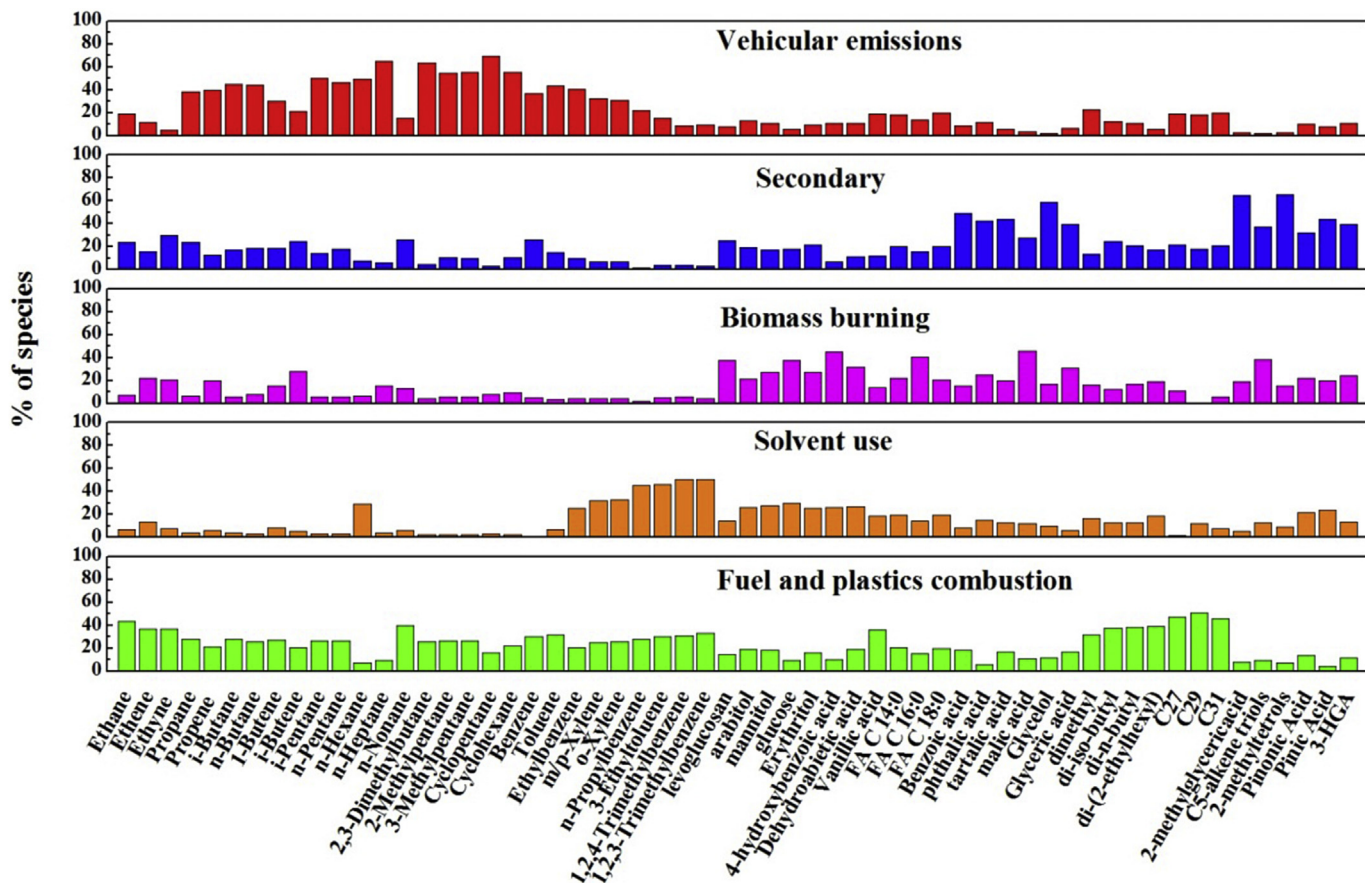 % of species
100
80
60
40
20
0
Vehicular emissions
100
80
60
40
20
0
Secondary
100
80
60
40
20
0
Biomass burning
100
80
60
40
20
0
Solvent use
100
80
60
40
20
0
Fuel and plastics combustion
Ethane
Ethene
Ethyne
Propane
Propene
i-Butane
n-Butane
1-Butene
i-Butene
i-Pentane
n-Pentane
n-Hexane
n-Heptane
n-Nonane
2,3-Dimethylbutane
2-Methylpentane
3-Methylpentane
Cyclopentane
Cyclohexane
Benzene
Toluene
Ethylbenzene
m/p-Xylene
o-Xylene
n-Propylbenzene
3-Ethyltoluene
1,2,4-Trimethylbenzene
1,2,3-Trimethylbenzene
levoglucosan
arabitol
mannitol
glucose
Erythritol
4-hydroxybenzoic acid
Dehydroabietic acid
Vanillic acid
FA C 14:0
FA C 16:0
FA C 18:0
Benzoic acid
phthalic acid
tartalic acid
malic acid
Glycetol
Glyceric acid
dimethyl
di-iso-butyl
di-n-butyl
di-(2-ethylhexyl)
C27
C29
C31
2-methylglycericacid
C5-alkene triols
2-methyltetrols
Pinonic Acid
Pinic Acid
3-HGA